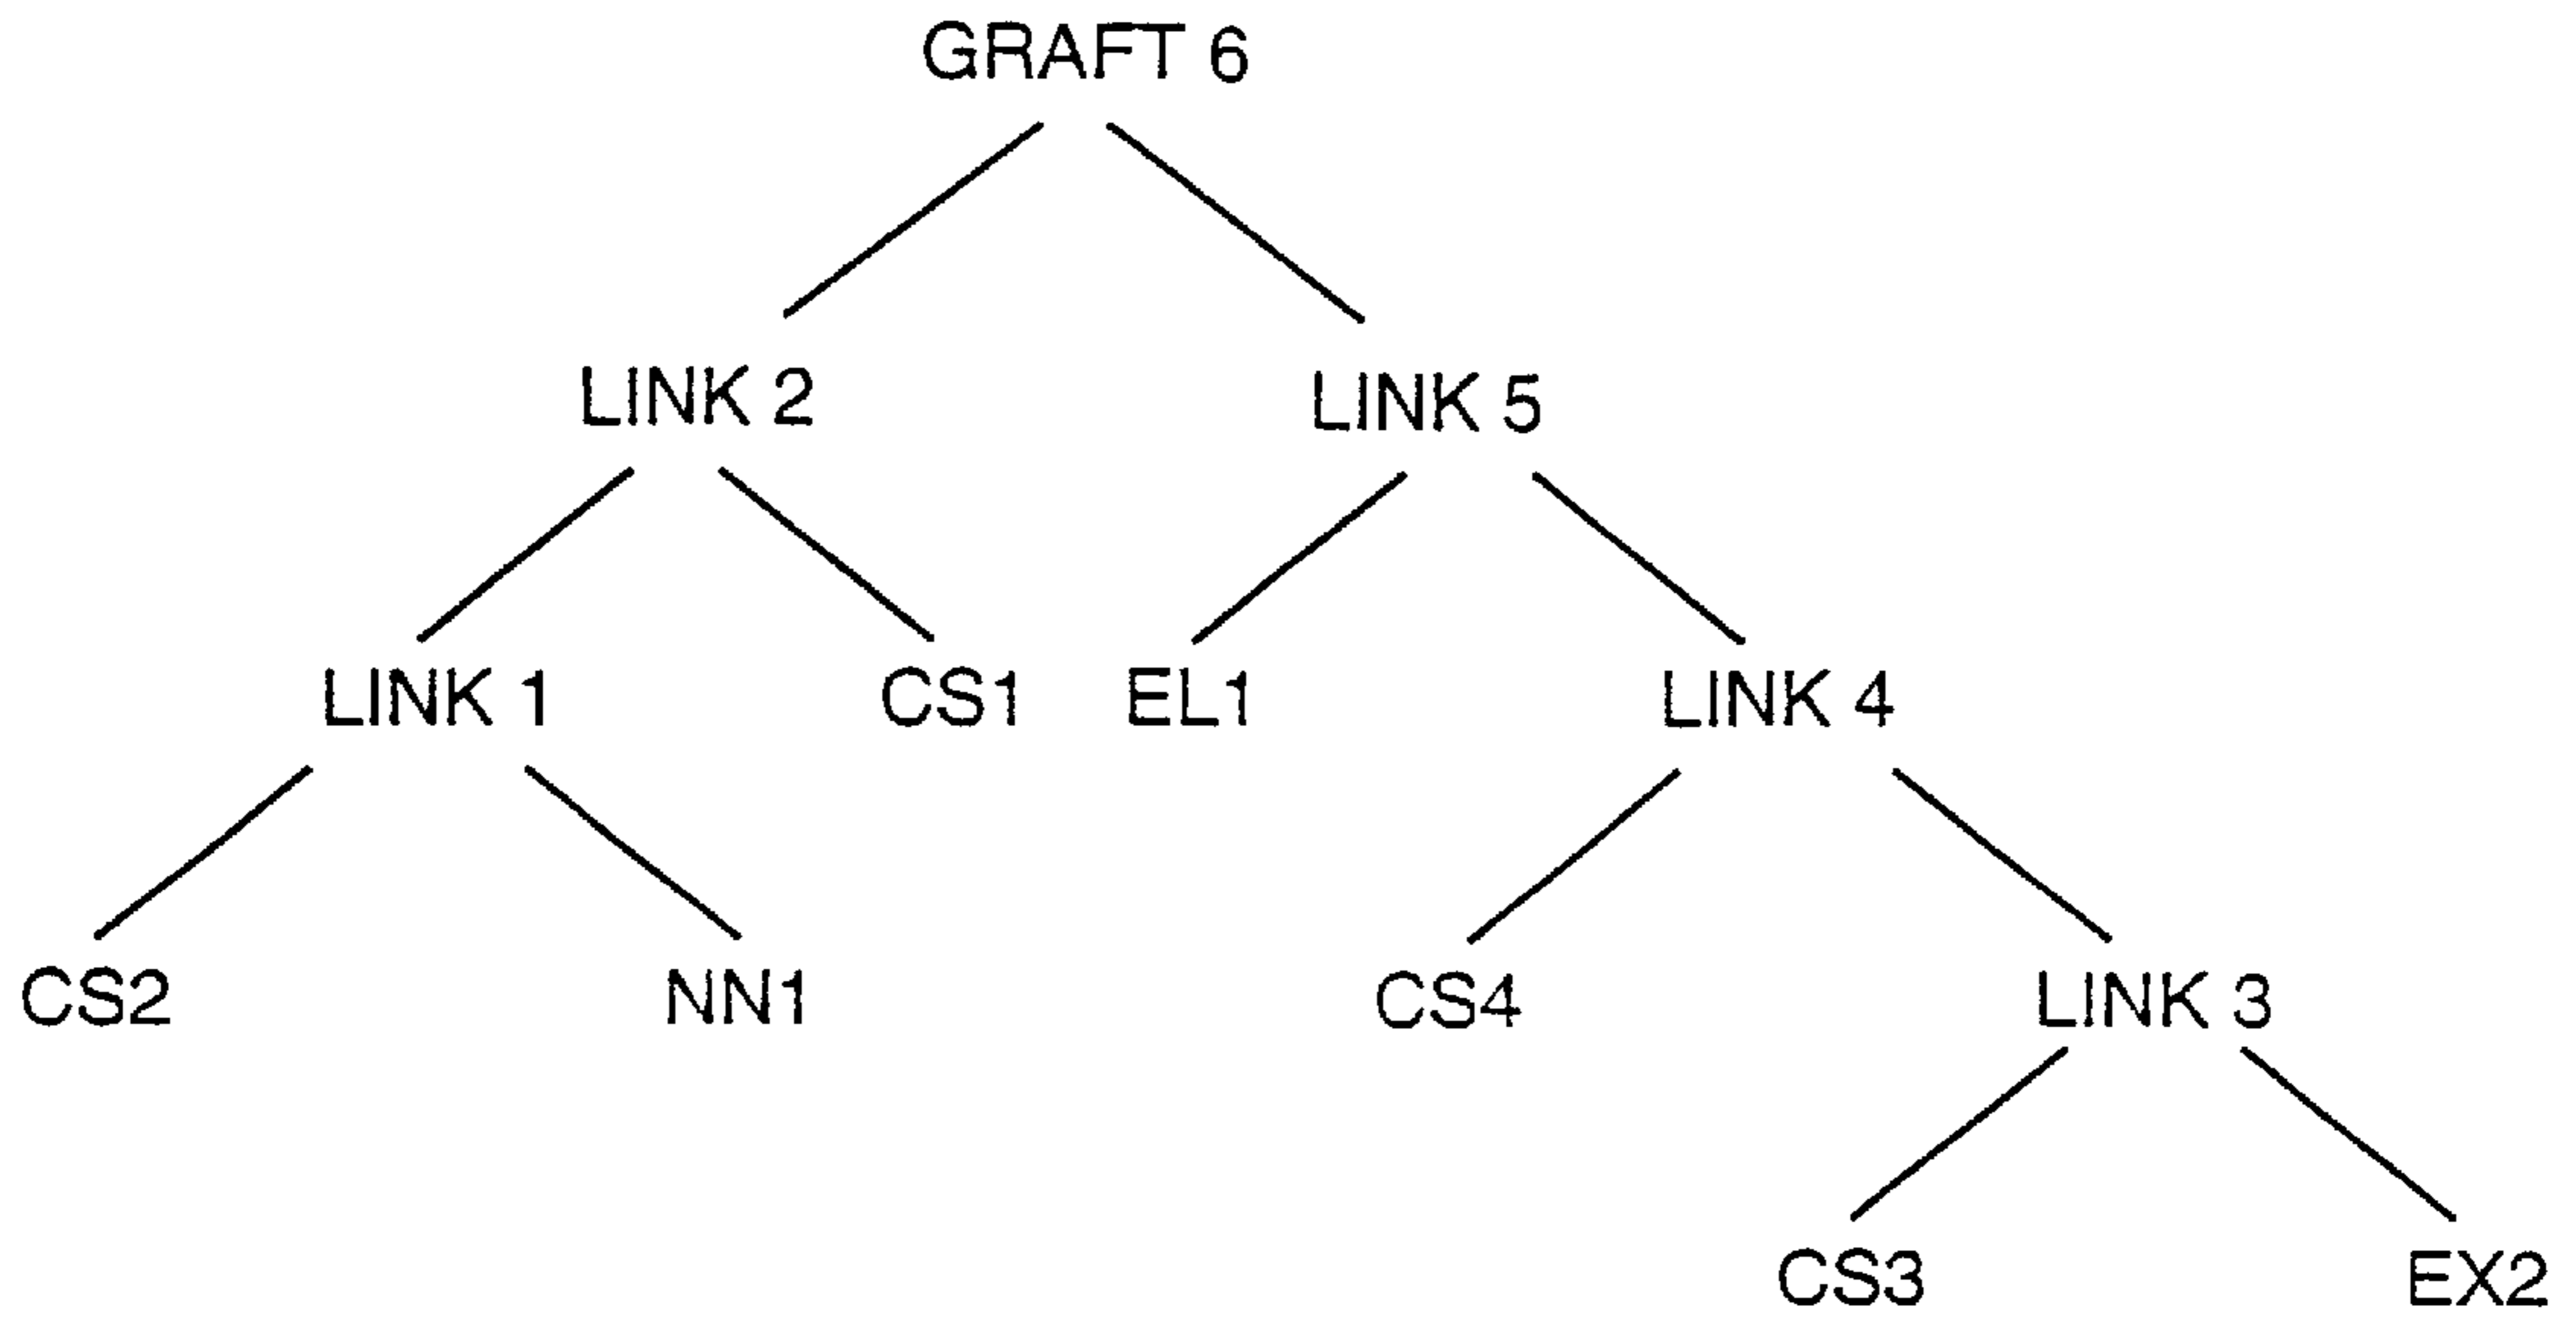 GRAFT 6
LINK 2 LINK 5
LINK 1 CS1 EL1 LINK 4
CS2 NN1 CS4 LINK 3
CS3 EX2